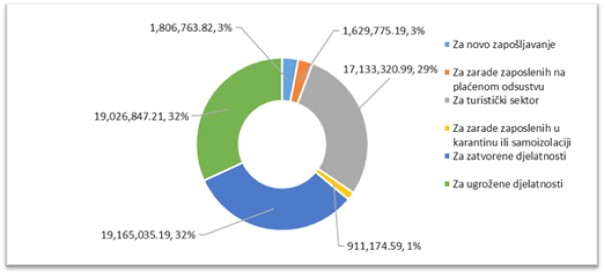 1,806,763.82, 3%
1,629,775.19, 3%
17,133,320.99, 29%
19,026,847.21, 32%
19,165,035.19, 32%
911,174.59, 1%
Za novo zapošljavanje
Za zarade zaposlenih na
plaćenom odsustvu
Za turistički sektor
Za zarade zaposlenih u
karantinu ili samoizolaciji
Za zatvorene djelatnosti
Za ugrožene djelatnosti